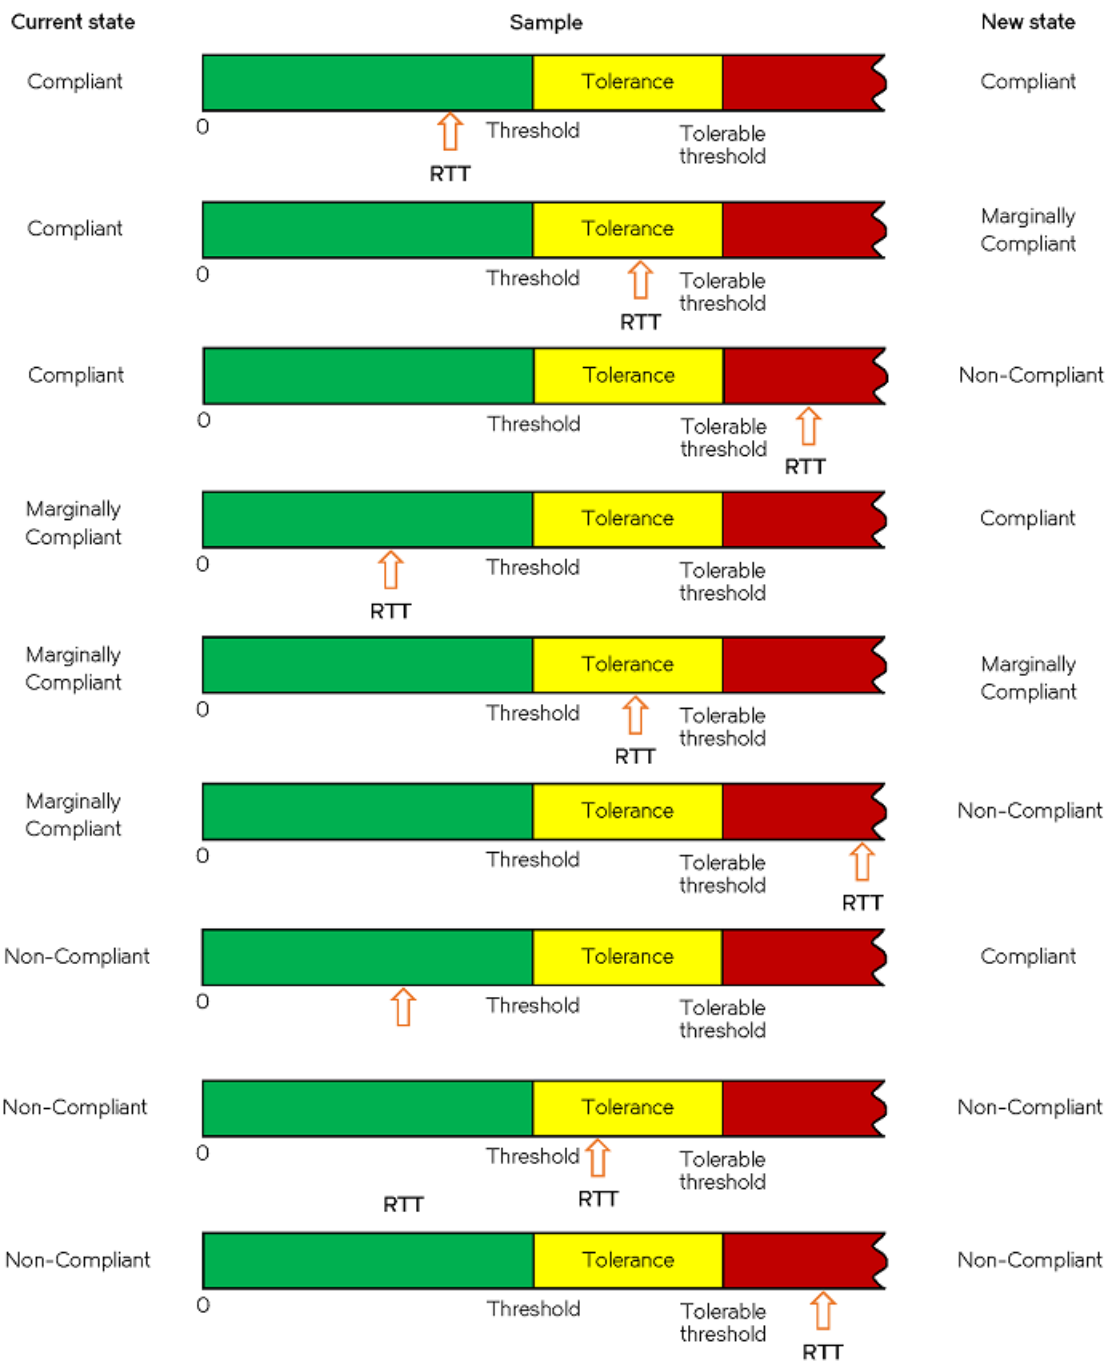 Current state Sample New state
Compliant Tolerance Compliant
0 Threshold Tolerable
threshold
RTT
Compliant Tolerance Marginally
Compliant
0 Threshold Tolerable
threshold
RTT
Compliant Tolerance Non-Compliant
0 Threshold Tolerable
threshold
RTT
Marginally
Compliant Tolerance Compliant
0 Threshold Tolerable
threshold
RTT
Marginally
Compliant Tolerance Marginally
Compliant
0 Threshold Tolerable
threshold
RTT
Marginally
Compliant Tolerance Non-Compliant
0 Threshold Tolerable
threshold
RTT
Non-Compliant Tolerance Compliant
0 Threshold Tolerable
threshold
Non-Compliant Tolerance Non-Compliant
0 Threshold Tolerable
threshold
RTT RTT
Non-Compliant Tolerance Non-Compliant
0 Threshold Tolerable
threshold
RTT